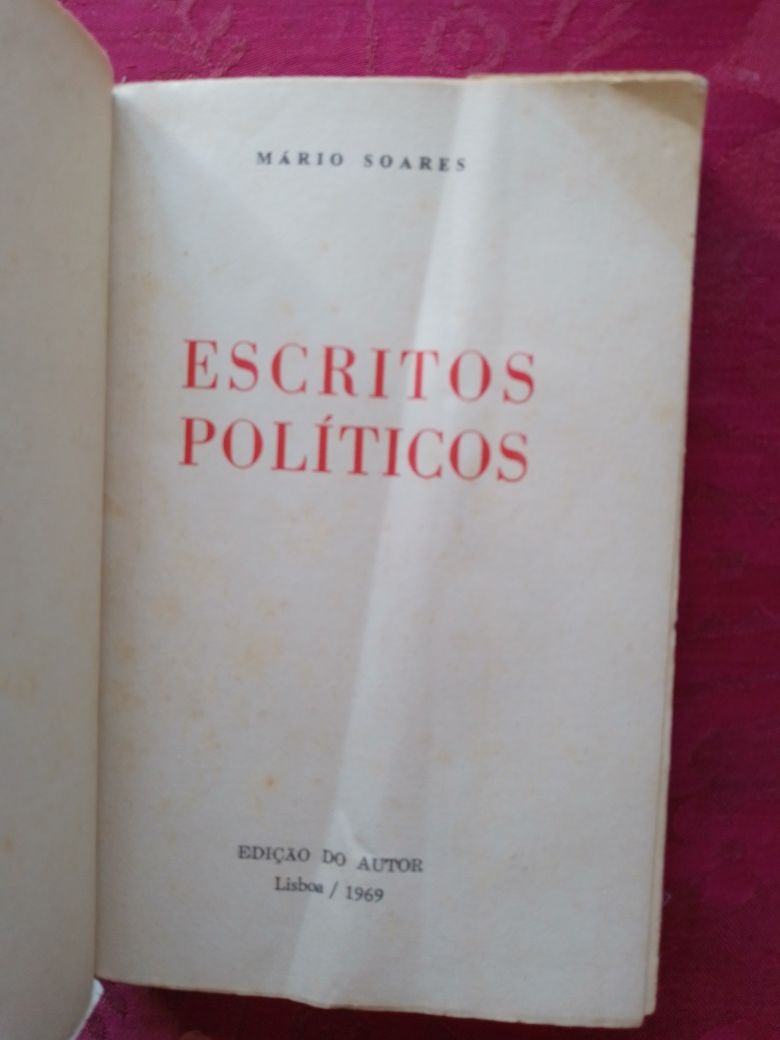 MÁRIO SOARES
ESCRITOS
POLÍTICOS
EDIÇÃO DO AUTOR
Lisboa / 1969